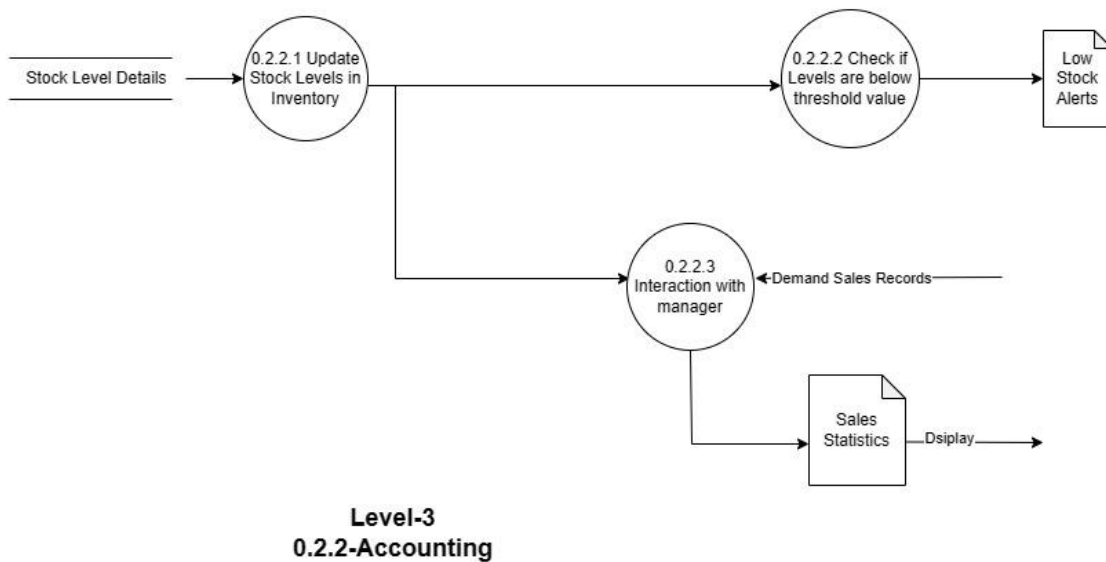 Stock Level Details
0.2.2.1 Update
Stock Levels in
Inventory
0.2.2.2 Check if
Levels are below
threshold value
Low
Stock
Alerts
0.2.2.3
Interaction with
manager
Demand Sales Records
Sales
Statistics
Dsiplay
Level-3
0.2.2-Accounting